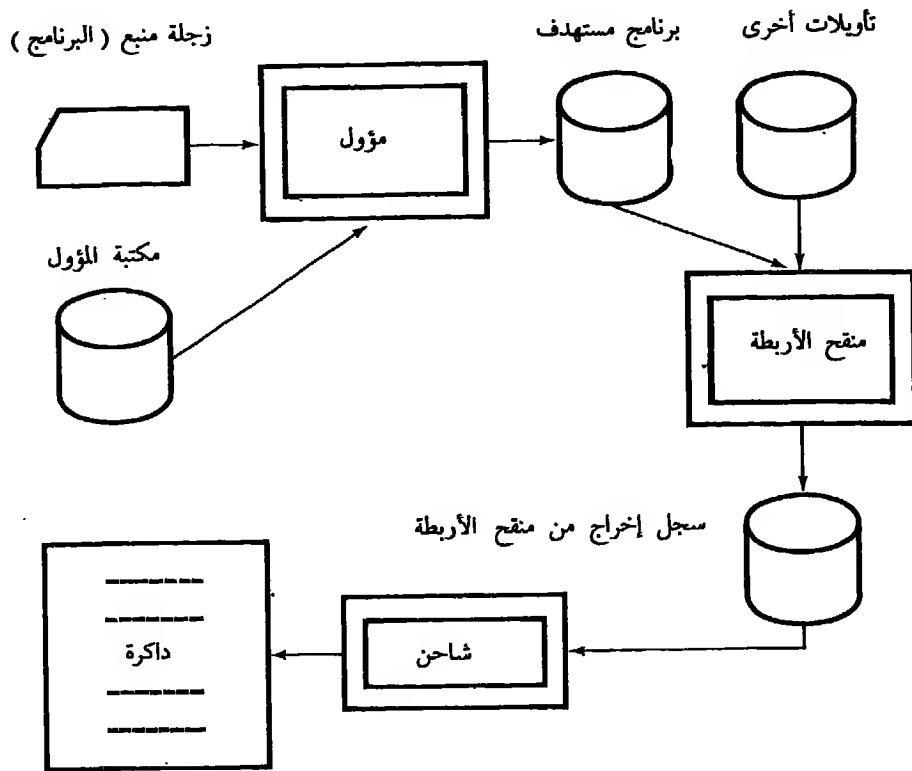 تأويلات أخرى
برنامج مستهدف
زجلة منبع ( البرنامج )
مؤول
مكتبة المؤول
منقح الأربطة
سجل إخراج من منقح الأربطة
شاحن
داكرة